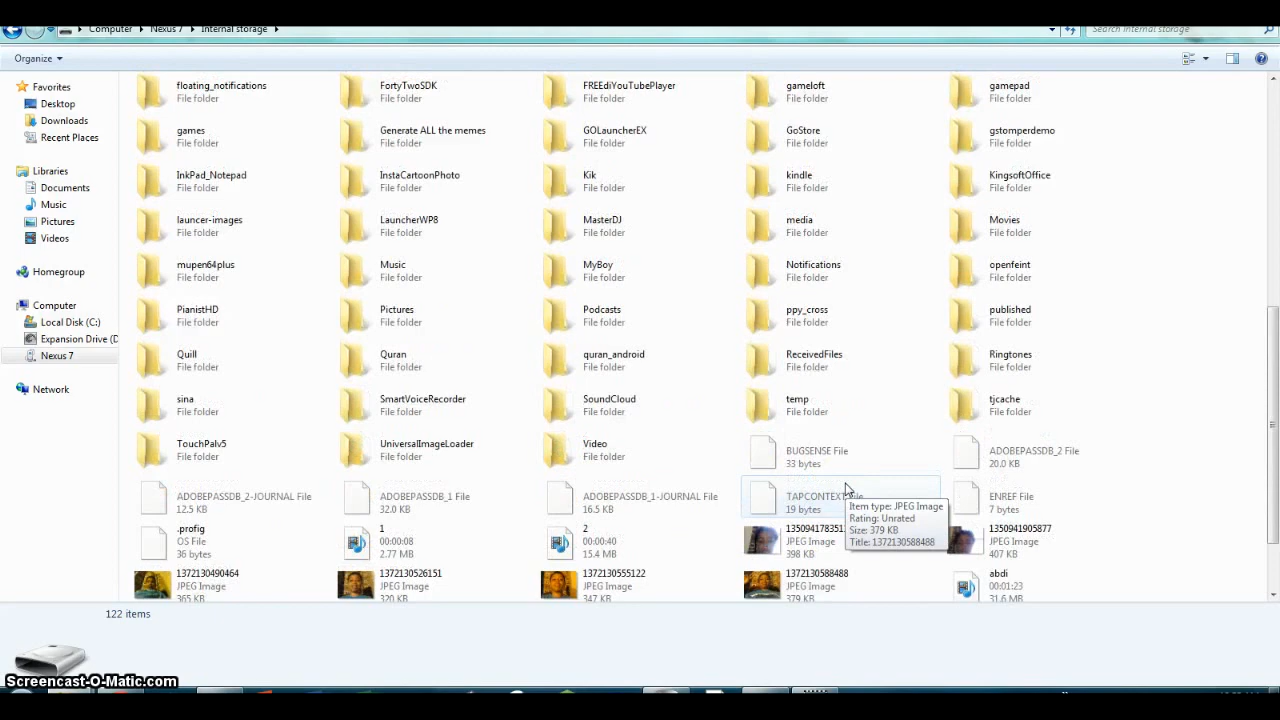 Computer ▸ Nexus 7 ▸ Internal storage ▸
Search Internal storage
Organize
Favorites
Desktop
Downloads
Recent Places
Libraries
Documents
Music
Pictures
Videos
Homegroup
Computer
Local Disk (C:)
Expansion Drive (D
Nexus 7
Network
floating_notifications
File folder
FortyTwoSDK
File folder
FREEdiYouTubePlayer
File folder
gameloft
File folder
gamepad
File folder
games
File folder
Generate ALL the memes
File folder
GOLauncherEX
File folder
GoStore
File folder
gstomperdemo
File folder
InkPad_Notepad
File folder
InstaCartoonPhoto
File folder
Kik
File folder
kindle
File folder
KingsoftOffice
File folder
launcer-images
File folder
LauncherWP8
File folder
MasterDJ
File folder
media
File folder
Movies
File folder
mupen64plus
File folder
Music
File folder
MyBoy
File folder
Notifications
File folder
openfeint
File folder
PianistHD
File folder
Pictures
File folder
Podcasts
File folder
ppy_cross
File folder
published
File folder
Quill
File folder
Quran
File folder
quran_android
File folder
ReceivedFiles
File folder
Ringtones
File folder
sina
File folder
SmartVoiceRecorder
File folder
SoundCloud
File folder
temp
File folder
tjcache
File folder
TouchPalv5
File folder
UniversalImageLoader
File folder
Video
File folder
BUGSENSE File
33 bytes
ADOBEPASSDB_2 File
20.0 KB
ADOBEPASSDB_2-JOURNAL File
12.5 KB
ADOBEPASSDB_1 File
32.0 KB
ADOBEPASSDB_1-JOURNAL File
16.5 KB
TAPCONTEXT File
19 bytes
ENREF File
7 bytes
.profig
OS File
36 bytes
1
00:00:08
2.77 MB
2
00:00:40
15.4 MB
135094178351
JPEG Image
398 KB
1350941905877
JPEG Image
407 KB
Item type: JPEG Image
Rating: Unrated
Size: 379 KB
Title: 1372130588488
1372130490464
JPEG Image
365 KB
1372130526151
JPEG Image
320 KB
1372130555122
JPEG Image
347 KB
1372130588488
JPEG Image
379 KB
abdi
00:01:23
31.6 MB
122 items
Screencast-O-Matic.com